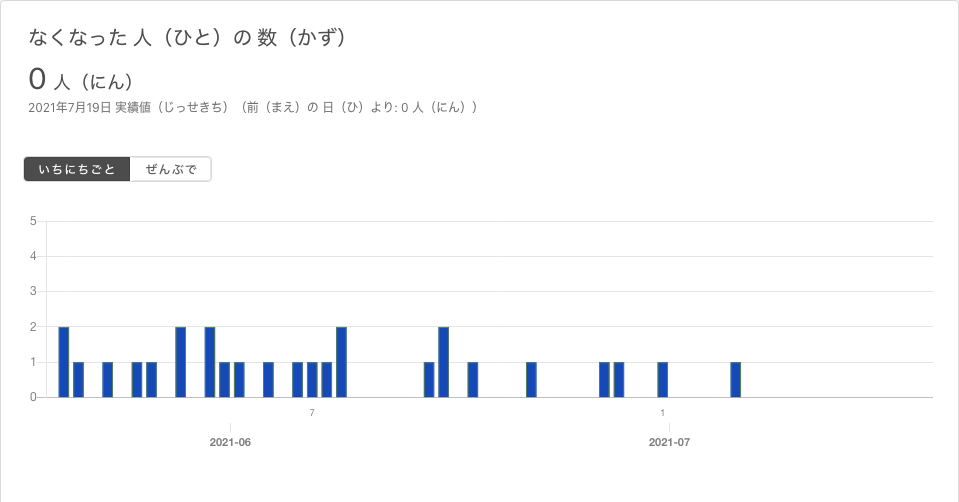 なくなった 人（ひと）の 数（かず）
0 人（にん）
2021年7月19日 実績値（じっせきち）（前（まえ）の 日（ひ）より: 0 人（にん））
いちにちごと ぜんぶで
5
4
3
2
1
0
7 1
2021-06 2021-07